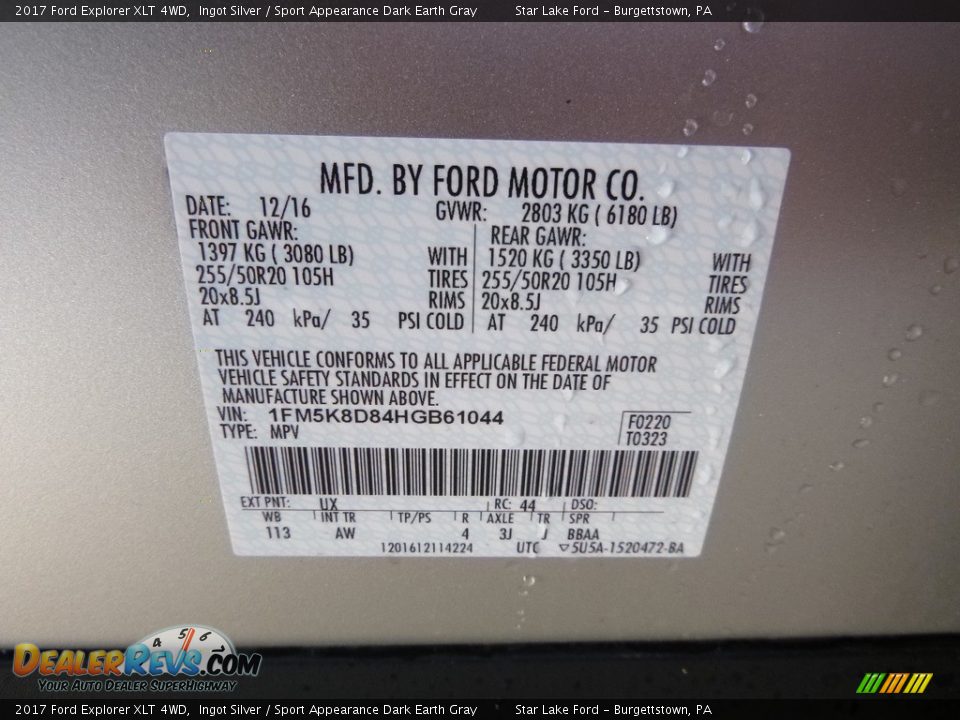 2017 Ford Explorer XLT 4WD, Ingot Silver / Sport Appearance Dark Earth Gray Star Lake Ford - Burgettstown, PA
MFD. BY FORD MOTOR CO.
DATE: 12/16 GVWR: 2803 KG ( 6180 LB)
FRONT GAWR: REAR GAWR:
1397 KG ( 3080 LB) WITH 1520 KG ( 3350 LB) WITH
255/50R20 105H TIRES 255/50R20 105H TIRES
20x8.5J RIMS 20x8.5J RIMS
AT 240 kPa/ 35 PSI COLD AT 240 kPa/ 35 PSI COLD
THIS VEHICLE CONFORMS TO ALL APPLICABLE FEDERAL MOTOR
VEHICLE SAFETY STANDARDS IN EFFECT ON THE DATE OF
MANUFACTURE SHOWN ABOVE.
VIN: 1FM5K8D84HGB61044 F0220
TYPE: MPV T0323
EXT PNT: UX RC: 44 DSO:
WB INT TR TP/PS R AXLE TR SPR
113 AW 4 3J J BBAA
1201612114224 UTC ▽5U5A-1520472-BA
4 5 6
DEALERREVS.COM
YOUR AUTO DEALER SUPERHIGHWAY
2017 Ford Explorer XLT 4WD, Ingot Silver / Sport Appearance Dark Earth Gray Star Lake Ford - Burgettstown, PA